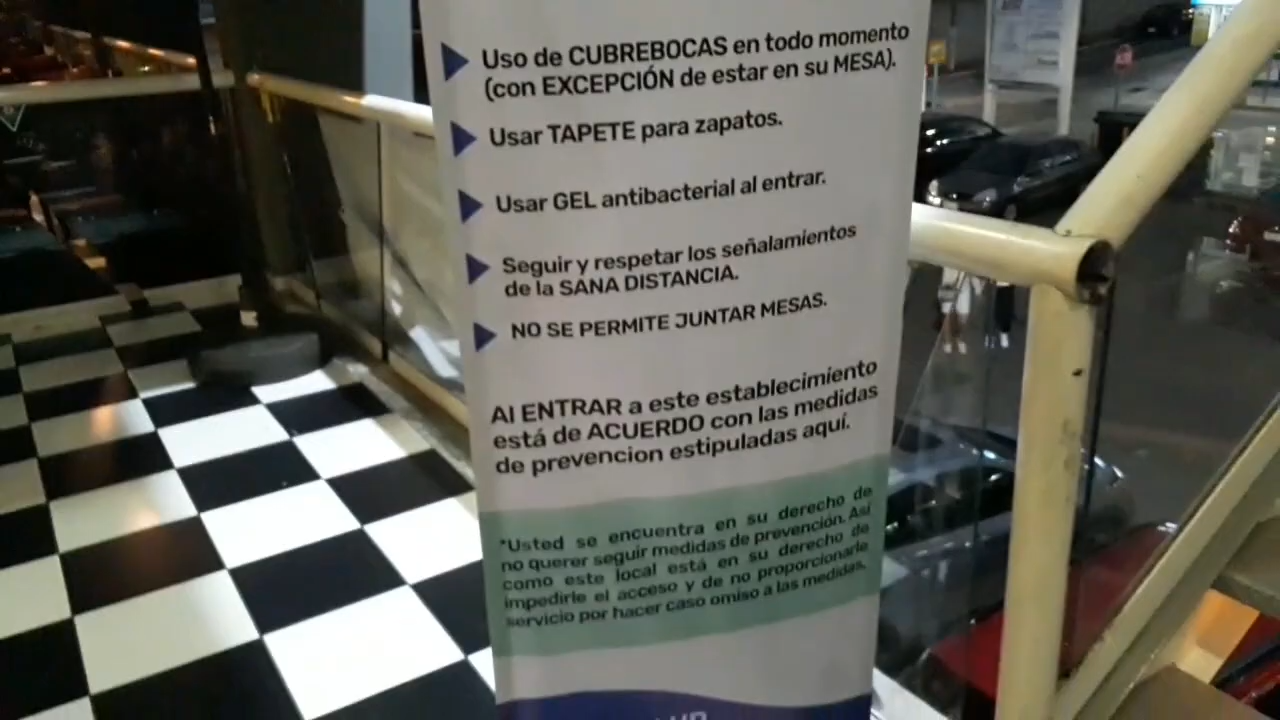 Uso de CUBREBOCAS en todo momento
(con EXCEPCIÓN de estar en su MESA).
Usar TAPETE para zapatos.
Usar GEL antibacterial al entrar.
Seguir y respetar los señalamientos
de la SANA DISTANCIA.
NO SE PERMITE JUNTAR MESAS.
Al ENTRAR a este establecimiento
está de ACUERDO con las medidas
de prevencion estipuladas aquí.
*Usted se encuentra en su derecho de
no querer seguir medidas de prevención. Así
como este local está en su derecho de
impedirle el acceso y de no proporcionarle
servicio por hacer caso omiso a las medidas.